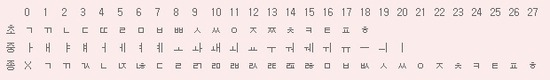 0 1 2 3 4 5 6 7 8 9 10 11 12 13 14 15 16 17 18 19 20 21 22 23 24 25 26 27
초 ㄱ ㄲ ㄴ ㄷ ㄸ ㄹ ㅁ ㅂ ㅃ ㅅ ㅆ ㅇ ㅈ ㅉ ㅊ ㅋ ㅌ ㅍ ㅎ
중 ㅏ ㅐ ㅑ ㅒ ㅓ ㅔ ㅕ ㅖ ㅗ ㅘ ㅙ ㅚ ㅛ ㅜ ㅝ ㅞ ㅟ ㅠ ㅡ ㅢ ㅣ
종 X ㄱ ㄲ ㄳ ㄴ ㄵ ㄶ ㄷ ㄹ ㄺ ㄻ ㄼ ㄽ ㄾ ㄿ ㅀ ㅁ ㅂ ㅄ ㅅ ㅆ ㅇ ㅈ ㅊ ㅋ ㅌ ㅍ ㅎ